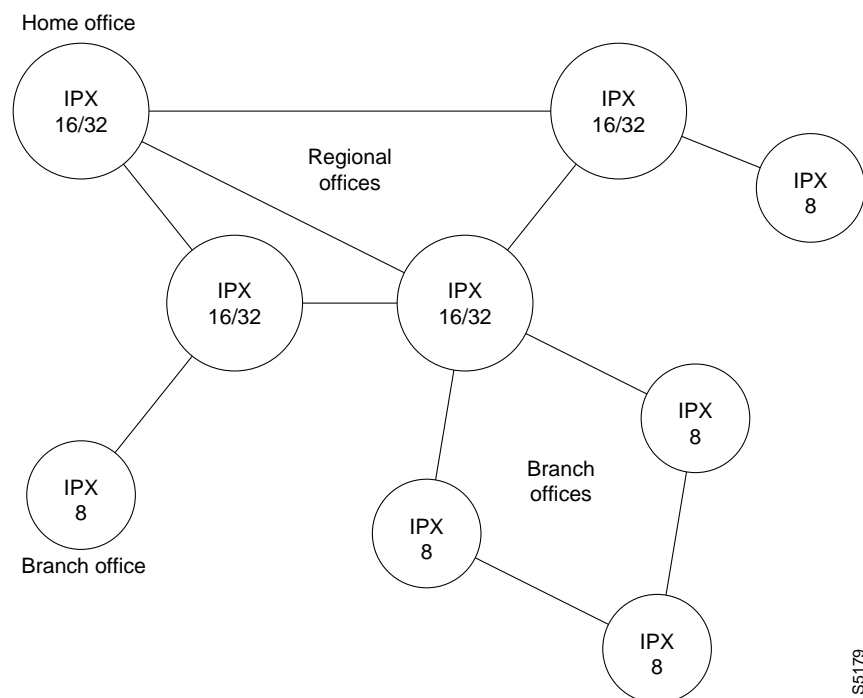 Home office
IPX
16/32
IPX
16/32
Regional
offices
IPX
8
IPX
16/32
IPX
16/32
IPX
8
Branch
offices
IPX
8
IPX
8
Branch office
IPX
8
S5179